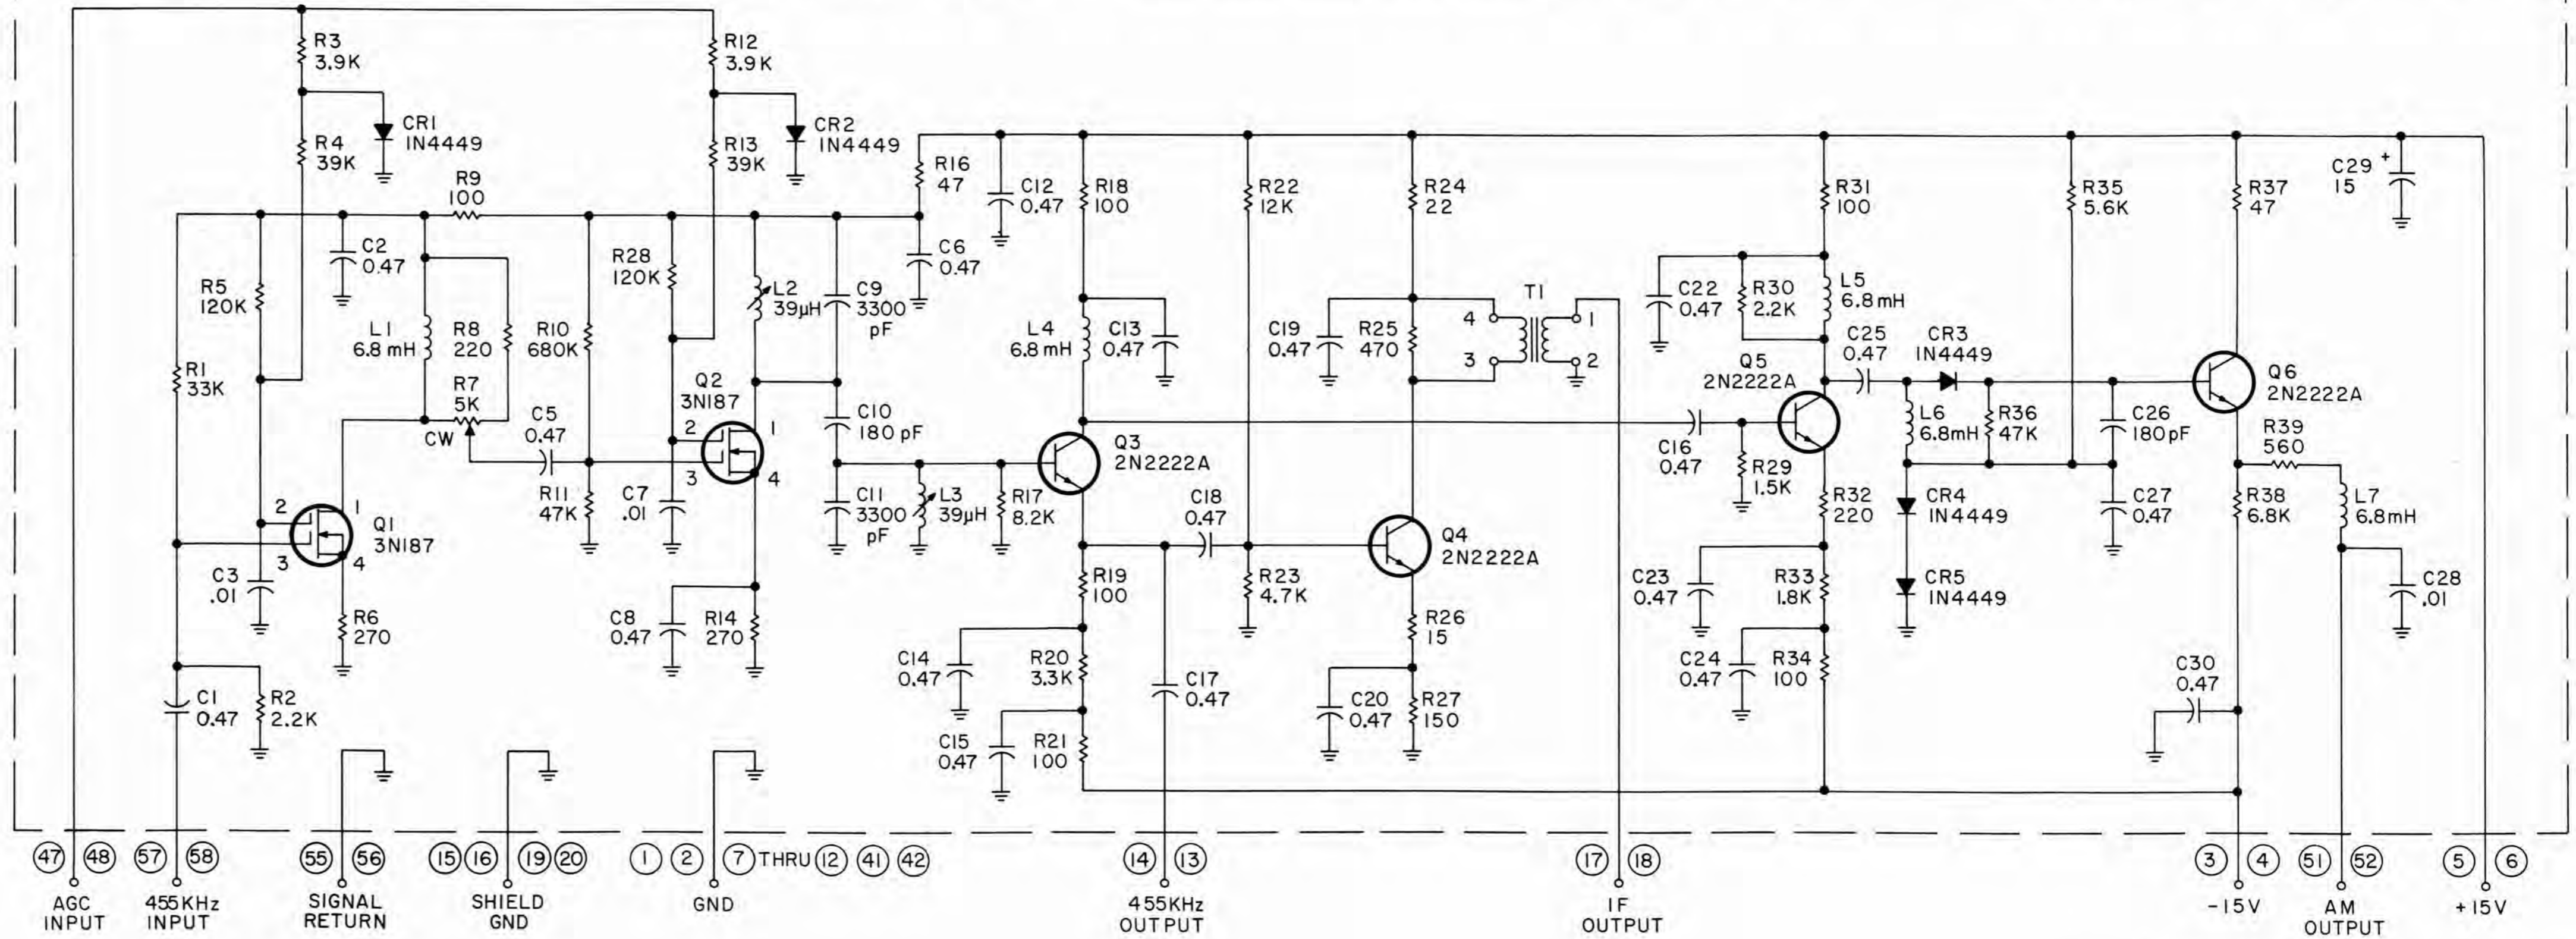 R3
3.9K
R12
3.9K
CR1
IN4449
CR2
IN4449
R4
39K
R13
39K
R9
100
R16
47
C12
0.47
R18
100
R22
12K
R24
22
R31
100
R35
5.6K
R37
47
C29
+
15
C2
0.47
R28
120K
C6
0.47
R5
120K
L2
39μH
C9
3300
pF
L1
6.8 mH
R8
220
R10
680K
L4
6.8 mH
C13
0.47
C19
0.47
R25
470
T1
4
1
3
2
C22
0.47
R30
2.2K
L5
6.8mH
C25
0.47
CR3
IN4449
R1
33K
R7
5K
CW
C5
0.47
Q2
3N187
2
1
3
4
C10
180 pF
Q3
2N2222A
Q5
2N2222A
Q6
2N2222A
L6
6.8mH
R36
47K
C26
180pF
R39
560
C16
0.47
R29
1.5K
R11
47K
C7
.01
C11
3300
pF
L3
39μH
R17
8.2K
C18
0.47
R32
220
CR4
IN4449
C27
0.47
R38
6.8K
L7
6.8mH
2
1
3
4
Q1
3N187
Q4
2N2222A
C3
.01
R6
270
C8
0.47
R14
270
R19
100
R23
4.7K
C23
0.47
R33
1.8K
CR5
IN4449
C28
.01
R26
15
C14
0.47
R20
3.3K
C17
0.47
C24
0.47
R34
100
C30
0.47
C1
0.47
R2
2.2K
C20
0.47
R27
150
C15
0.47
R21
100
47 48 57 58 55 56 15 16 19 20 1 2 7 THRU 12 41 42 14 13 17 18 3 4 51 52 5 6
AGC
INPUT
455KHz
INPUT
SIGNAL
RETURN
SHIELD
GND
GND
455KHz
OUTPUT
IF
OUTPUT
-15V
AM
OUTPUT
+15V